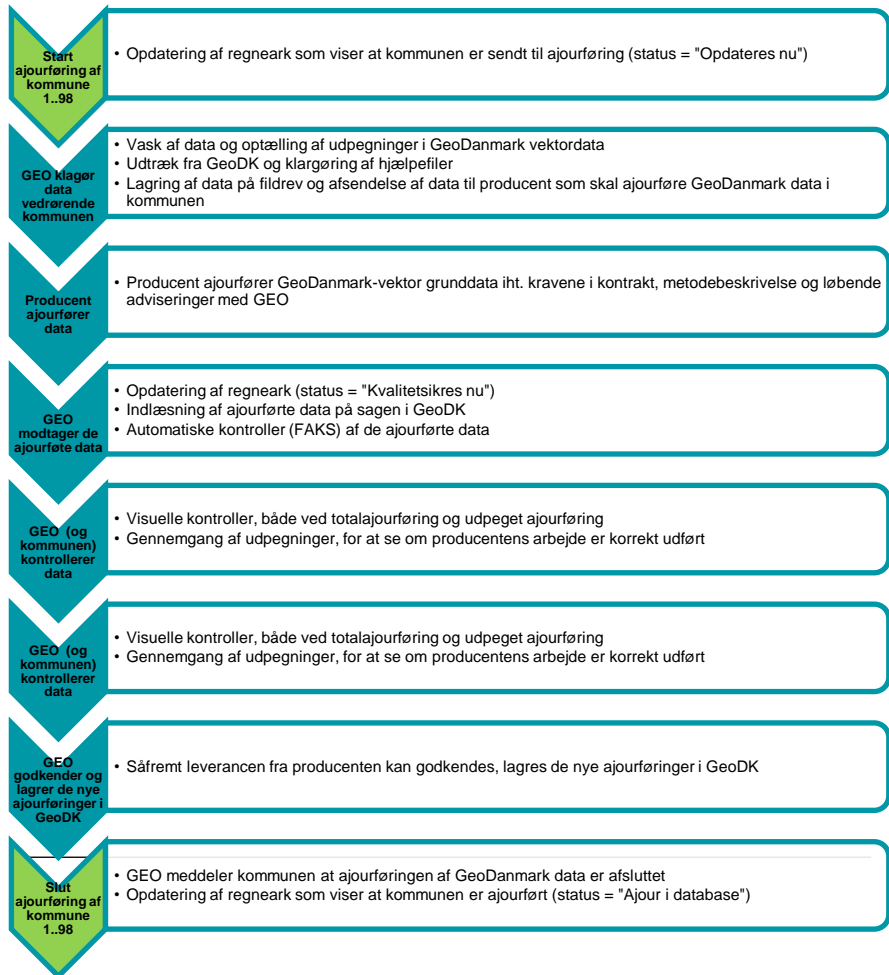 Start
ajourføring af
kommune
1..98
• Opdatering af regneark som viser at kommunen er sendt til ajourføring (status = "Opdateres nu")
GEO klagør
data
vedrørende
kommunen
• Vask af data og optælling af udpegninger i GeoDanmark vektordata
• Udtræk fra GeoDK og klargøring af hjælpefiler
• Lagring af data på fildrev og afsendelse af data til producent som skal ajourføre GeoDanmark data i
kommunen
Producent
ajourfører
data
• Producent ajourfører GeoDanmark-vektor grunddata iht. kravene i kontrakt, metodebeskrivelse og løbende
adviseringer med GEO
GEO
modtager de
ajourføte data
• Opdatering af regneark (status = "Kvalitetsikres nu")
• Indlæsning af ajourførte data på sagen i GeoDK
• Automatiske kontroller (FAKS) af de ajourførte data
GEO (og
kommunen)
kontrollerer
data
• Visuelle kontroller, både ved totalajourføring og udpeget ajourføring
• Gennemgang af udpegninger, for at se om producentens arbejde er korrekt udført
GEO (og
kommunen)
kontrollerer
data
• Visuelle kontroller, både ved totalajourføring og udpeget ajourføring
• Gennemgang af udpegninger, for at se om producentens arbejde er korrekt udført
GEO
godkender og
lagrer de nye
ajourføringer i
GeoDK
• Såfremt leverancen fra producenten kan godkendes, lagres de nye ajourføringer i GeoDK
Slut
ajourføring af
kommune
1..98
• GEO meddeler kommunen at ajourføringen af GeoDanmark data er afsluttet
• Opdatering af regneark som viser at kommunen er ajourført (status = "Ajour i database")